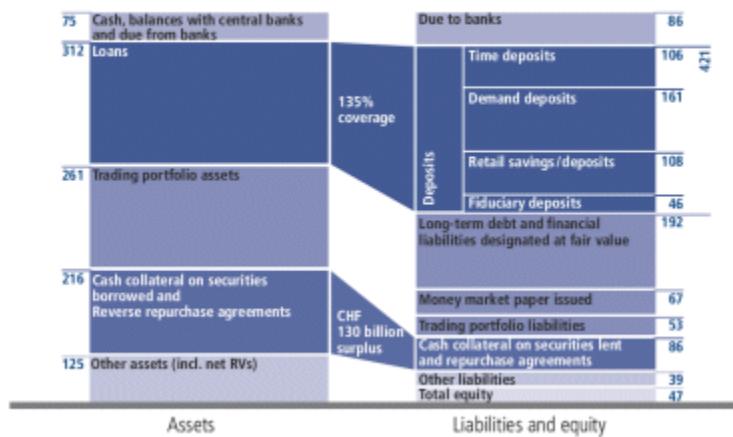 75 Cash, balances with central banks
and due from banks
312 Loans
261 Trading portfolio assets
216 Cash collateral on securities
borrowed and
Reverse repurchase agreements
125 Other assets (incl. net RVs)
135%
coverage
CHF
130 billion
surplus
Due to banks 86
Deposits
421
Time deposits 106
Demand deposits 161
Retail savings/deposits 108
Fiduciary deposits 46
Long-term debt and financial 192
liabilities designated at fair value
Money market paper issued 67
Trading portfolio liabilities 53
Cash collateral on securities lent 86
and repurchase agreements
Other liabilities 39
Total equity 47
Assets
Liabilities and equity